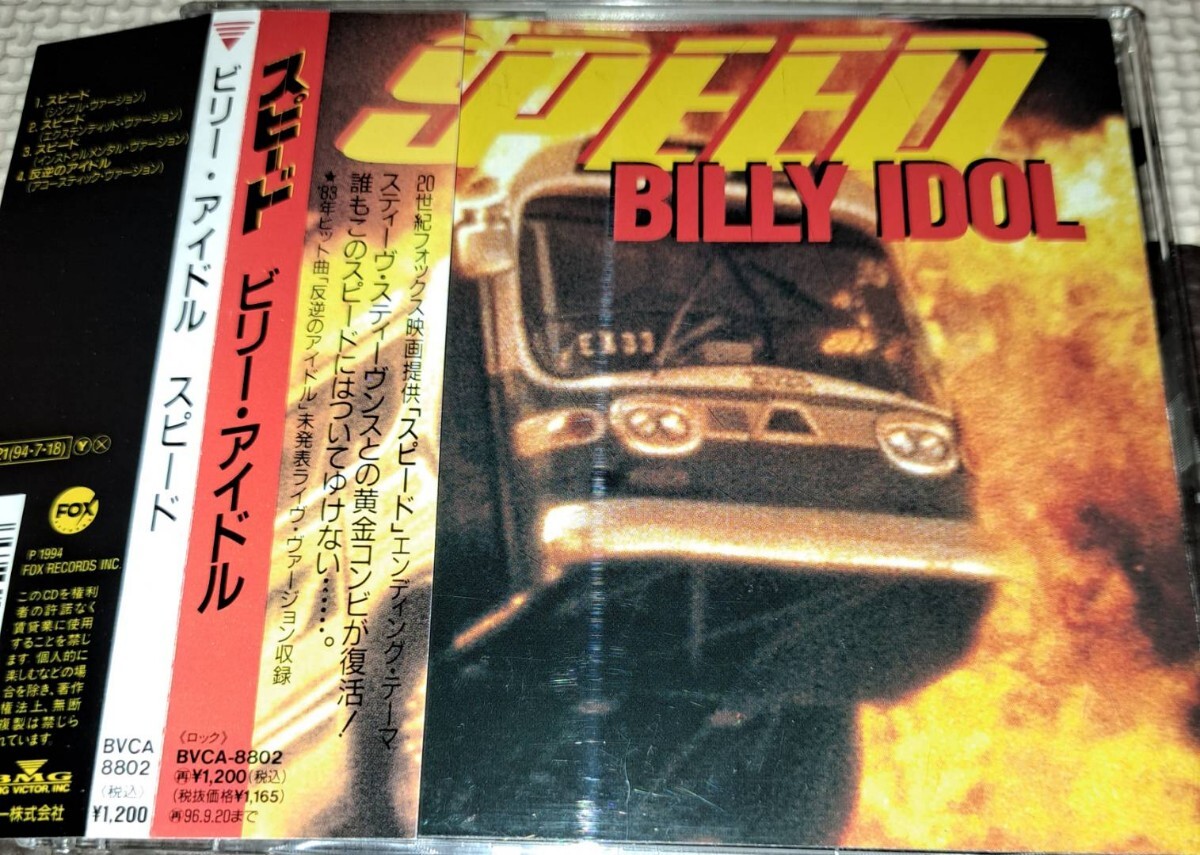 1. スピード
(シングル・ヴァージョン)
2. スピード
(エクステンディット・ヴァージョン)
3. スピード
(インストゥルメンタル・ヴァージョン)
4. 反逆のアイドル
(アコースティック・ヴァージョン)
21(94・7・18) Y X
FOX
P 1994
FOX RECORDS INC.
このCDを権利
者の許諾なく
賃貸業に使用
することを禁じ
ます。個人的に
楽しむなどの場
合を除き、著作
権法上、無断
複製は禁じら
れています。
BMG
VICTOR, INC
ー株式会社
ビリー・アイドル スピード
BVCA
8802
(税込)
¥1,200
スピード ビリー・アイドル
《ロック》
BVCA-8802
再¥1,200(税込)
(税抜価格¥1,165)
再96.9.20まで
20世紀フォックス映画提供「スピード」エンディング・テーマ
スティーヴ・スティーヴンスとの黄金コンビが復活!
誰もこのスピードにはついてゆけない……。
★'83年ヒット曲「反逆のアイドル」未発表ライヴ・ヴァージョン収録
SPEED
BILLY IDOL